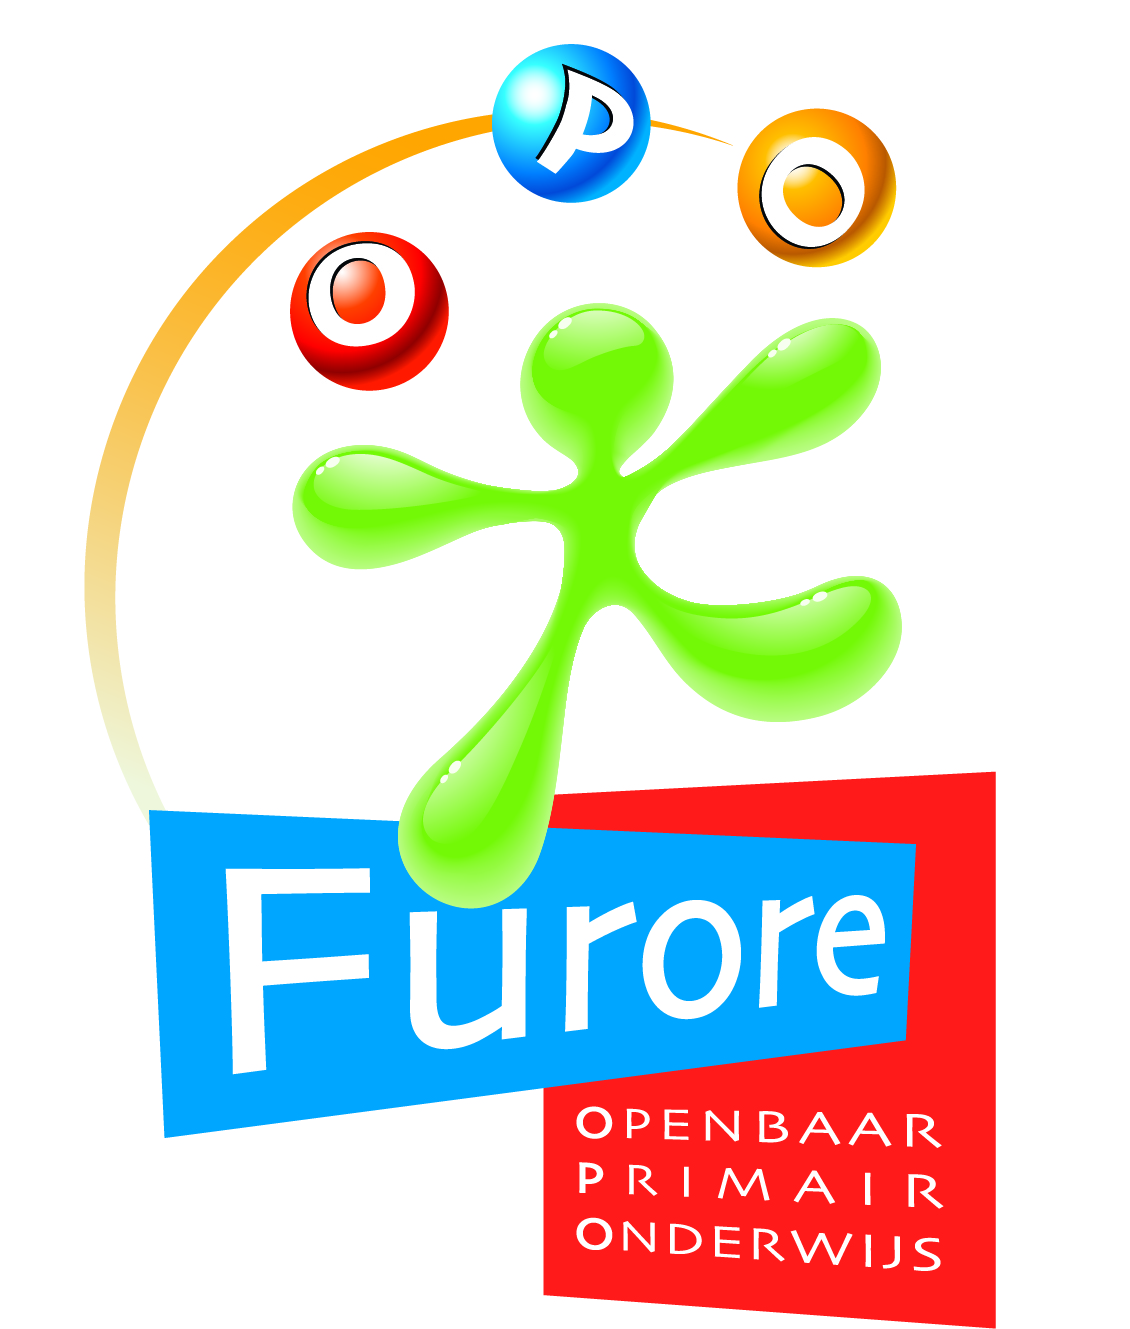 O P O
Furore
OPENBAAR
PRIMAIR
ONDERWIJS